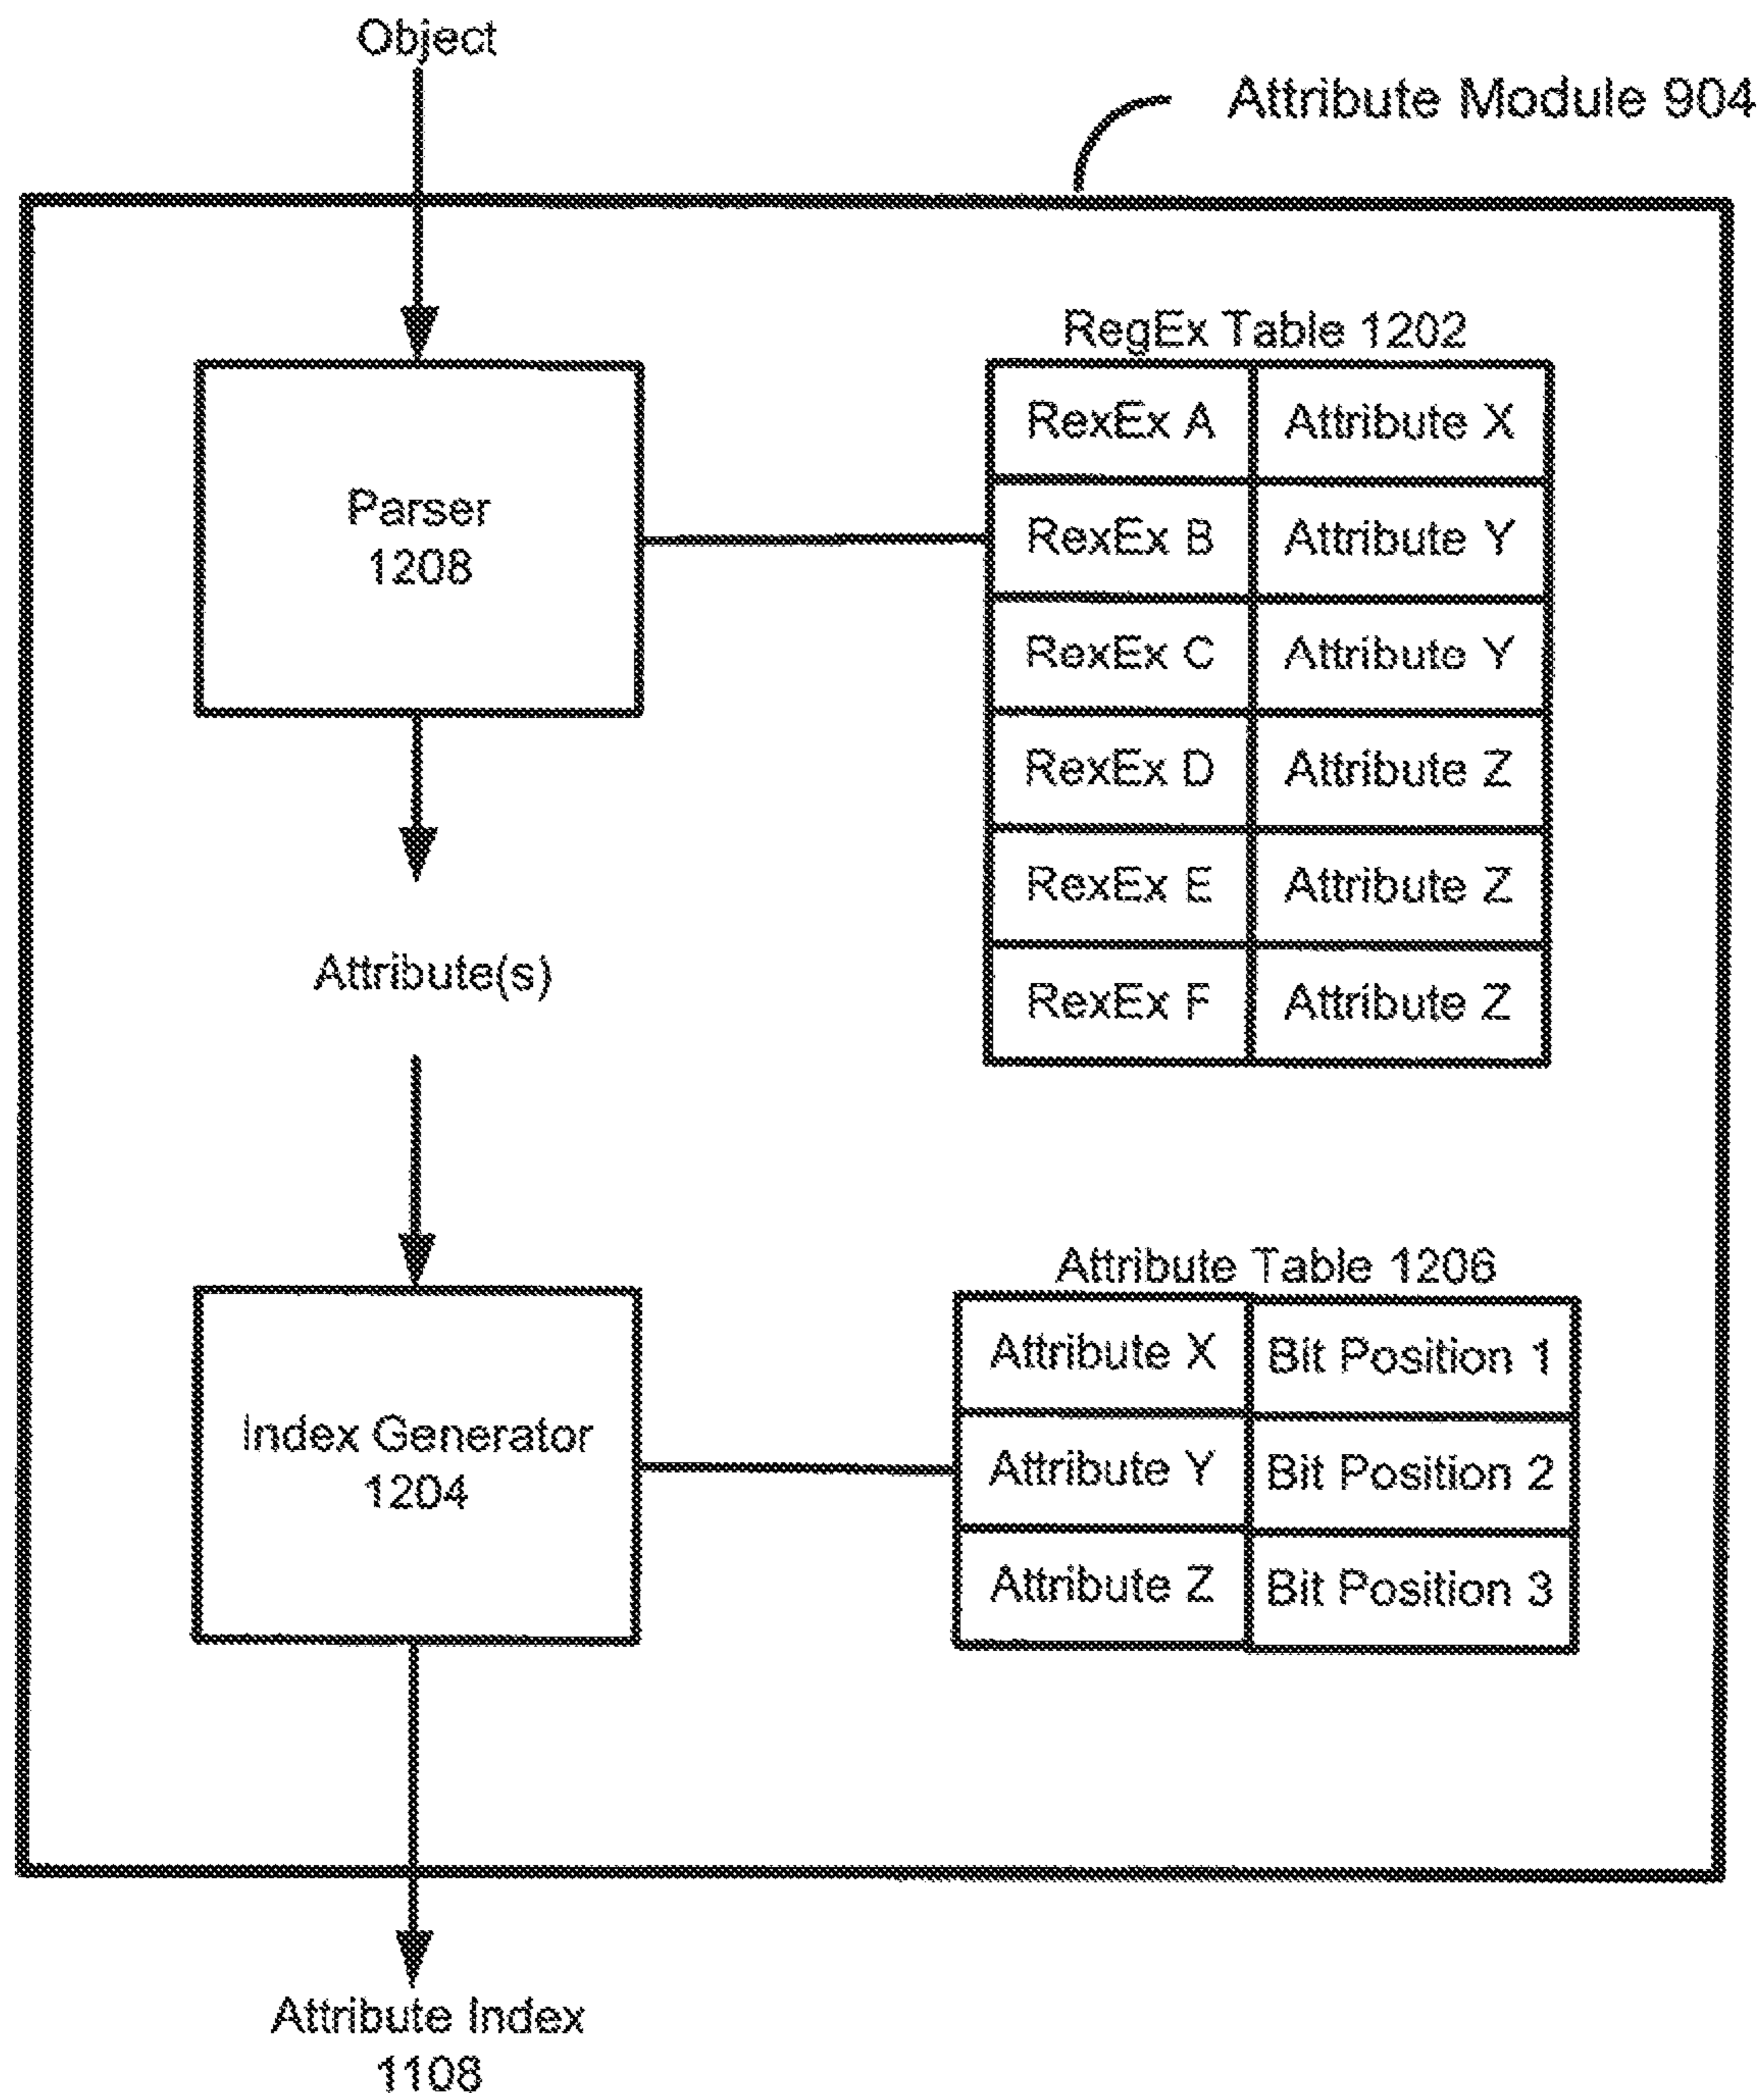 Object
Attribute Module 904
RegEx Table 1202
RexEx A Attribute X
RexEx B Attribute Y
RexEx C Attribute Y
RexEx D Attribute Z
RexEx E Attribute Z
RexEx F Attribute Z
Parser
1208
Attribute(s)
Attribute Table 1206
Attribute X Bit Position 1
Attribute Y Bit Position 2
Attribute Z Bit Position 3
Index Generator
1204
Attribute Index
1108